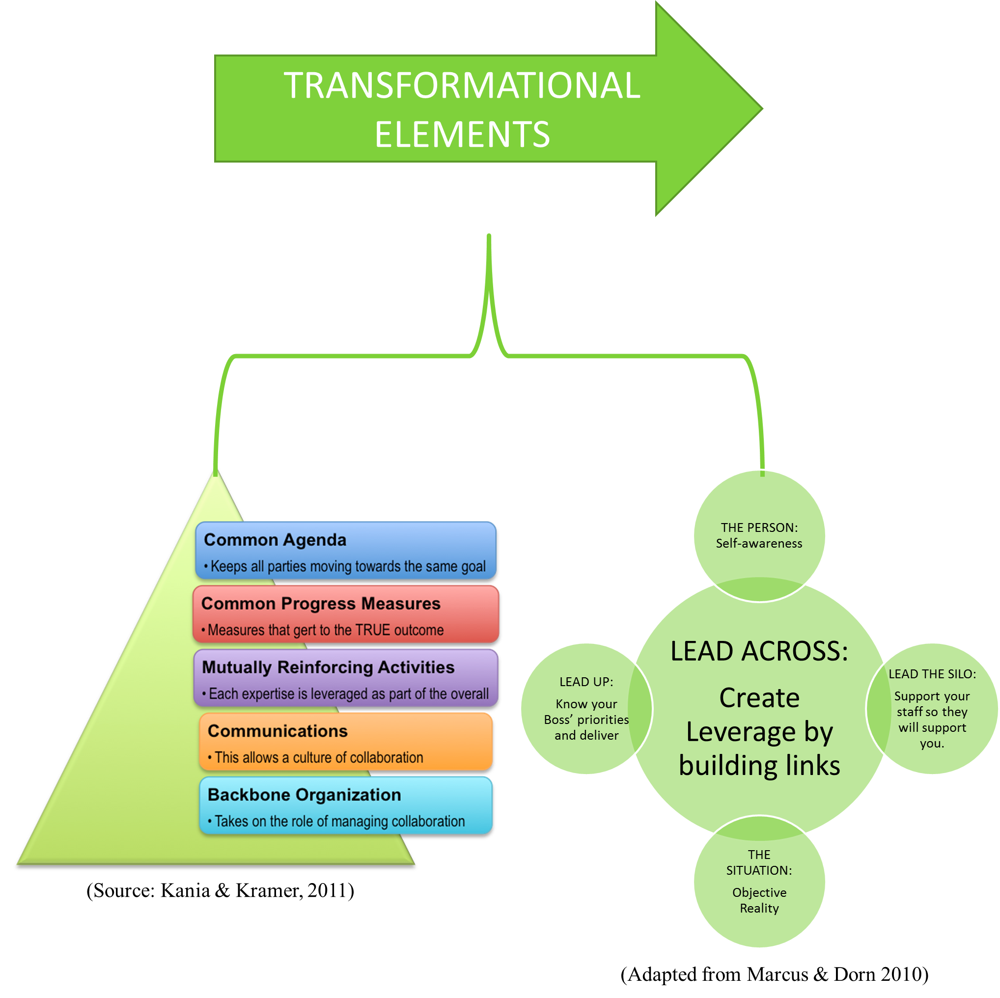 TRANSFORMATIONAL
ELEMENTS
Common Agenda
• Keeps all parties moving towards the same goal
Common Progress Measures
• Measures that gert to the TRUE outcome
Mutually Reinforcing Activities
• Each expertise is leveraged as part of the overall
Communications
• This allows a culture of collaboration
Backbone Organization
• Takes on the role of managing collaboration
(Source: Kania & Kramer, 2011)
THE PERSON:
Self-awareness
LEAD UP:
Know your
Boss’ priorities
and deliver
LEAD ACROSS:
Create
Leverage by
building links
LEAD THE SILO:
Support your
staff so they
will support
you.
THE
SITUATION:
Objective
Reality
(Adapted from Marcus & Dorn 2010)